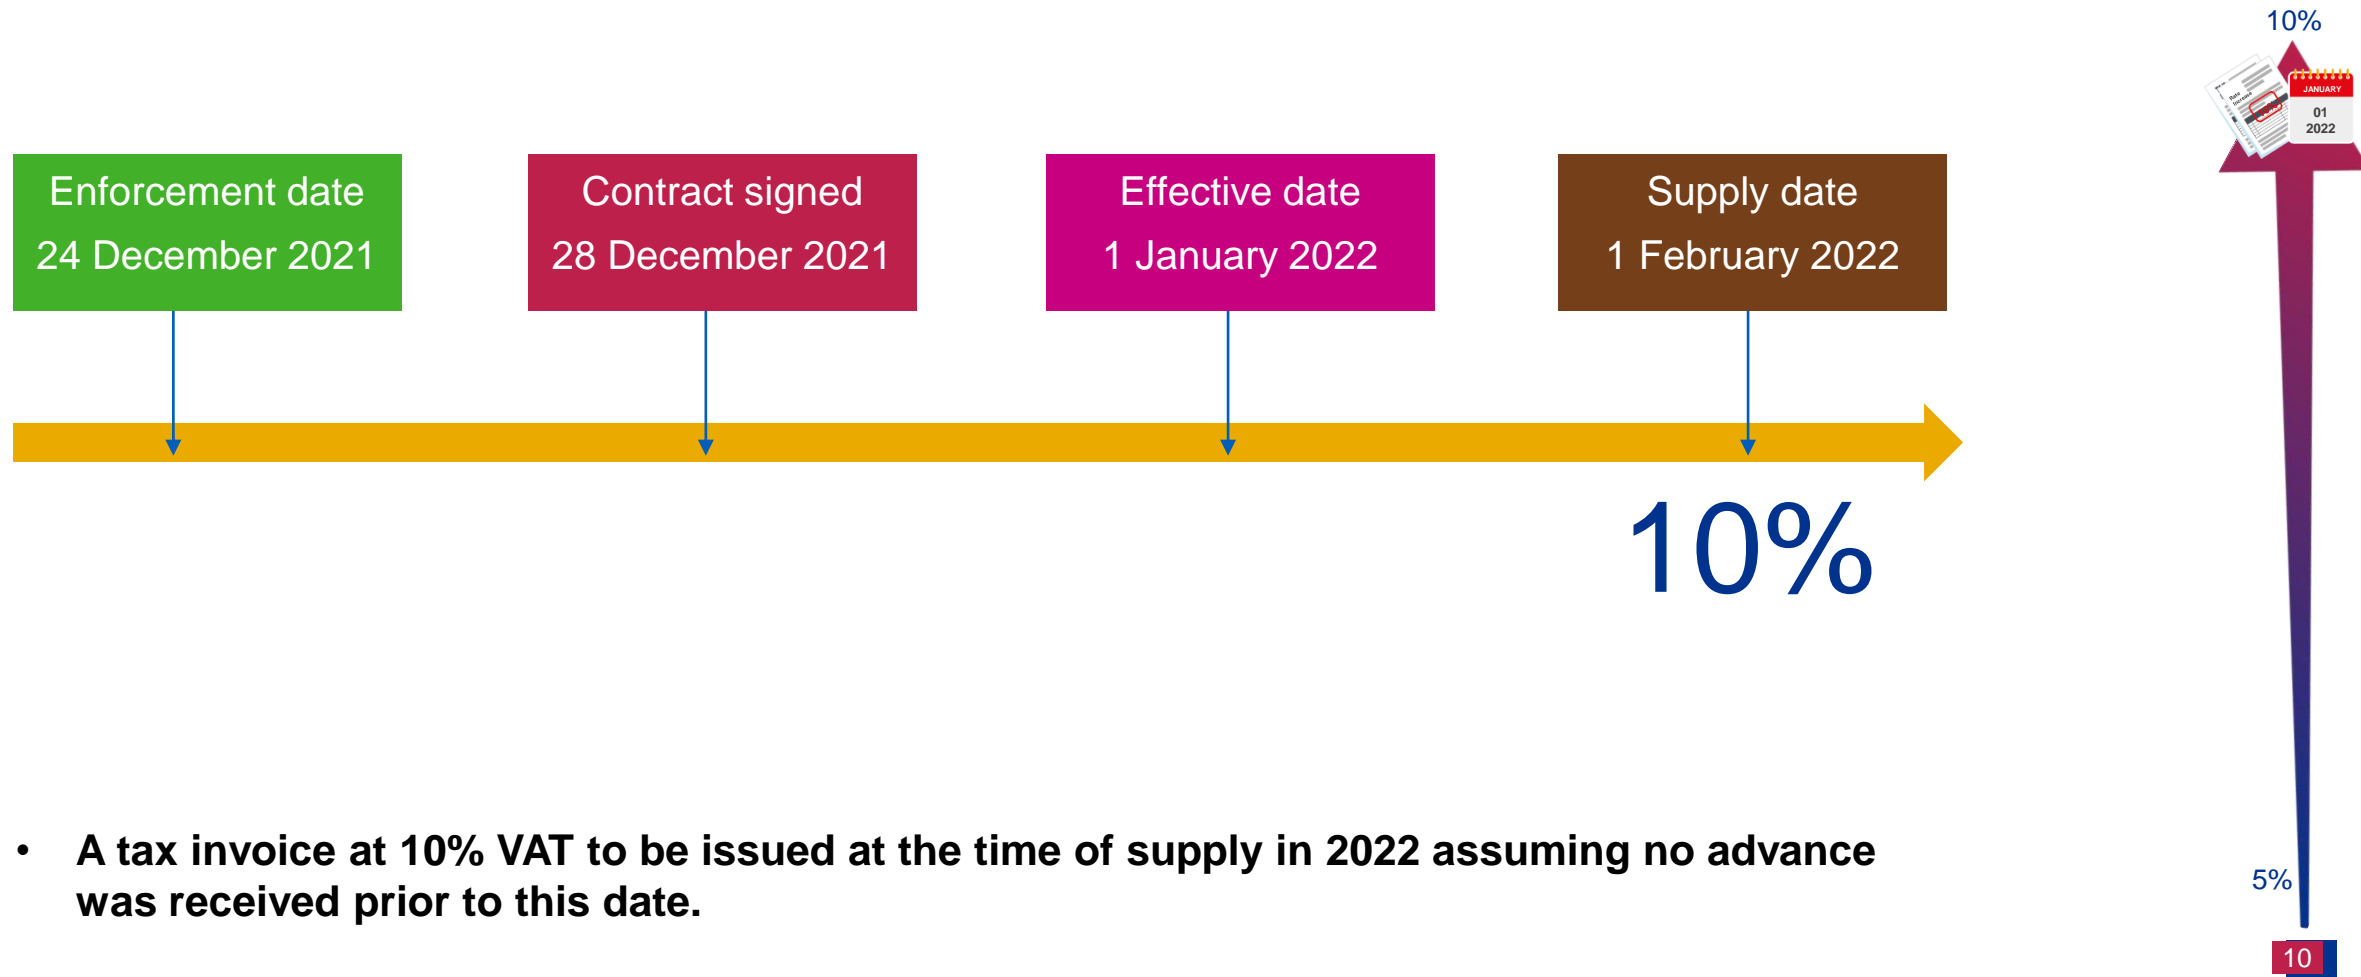 10%
Rate
Increase
JANUARY
01
2022
Enforcement date
24 December 2021
Contract signed
28 December 2021
Effective date
1 January 2022
Supply date
1 February 2022
10%
• A tax invoice at 10% VAT to be issued at the time of supply in 2022 assuming no advance
was received prior to this date.
5%
10